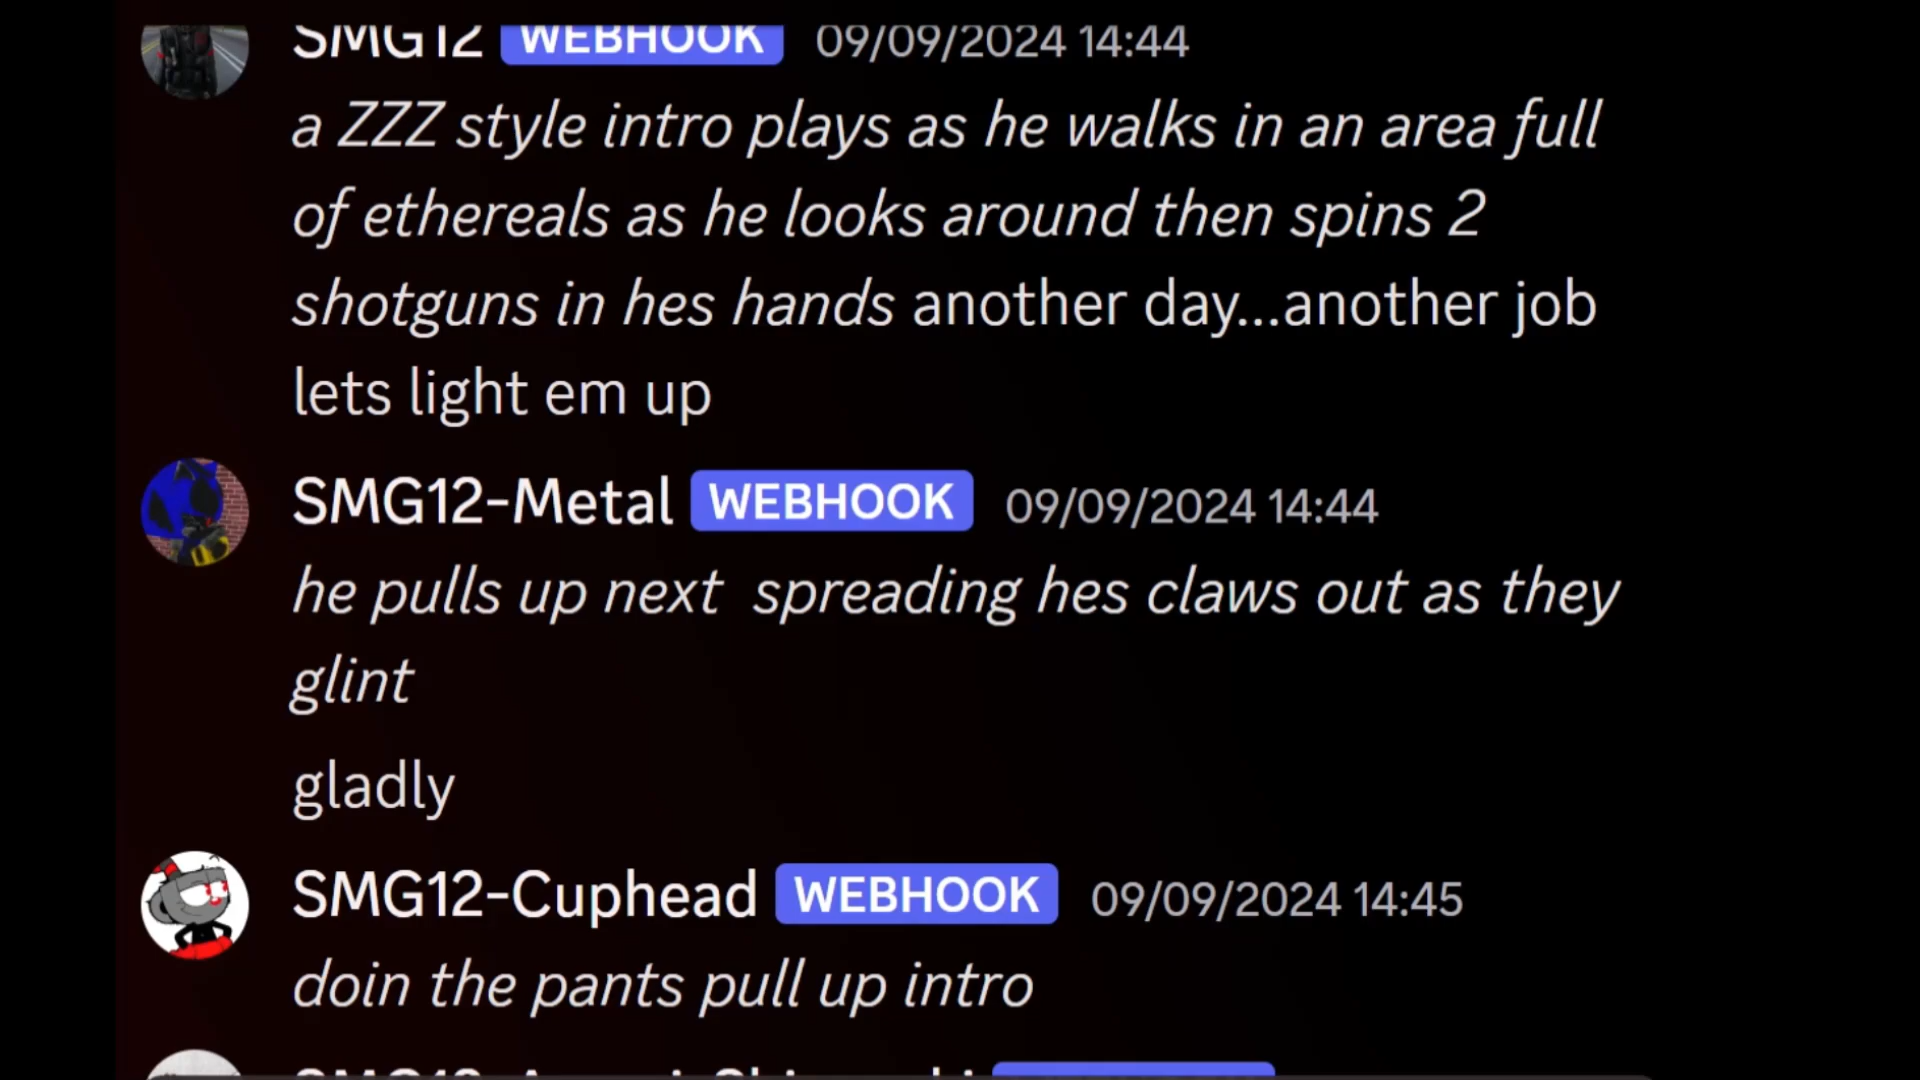 SMG12 WEBHOOK 09/09/2024 14:44
a ZZZ style intro plays as he walks in an area full
of ethereals as he looks around then spins 2
shotguns in hes hands another day...another job
lets light em up
SMG12-Metal WEBHOOK 09/09/2024 14:44
he pulls up next  spreading hes claws out as they
glint
gladly
SMG12-Cuphead WEBHOOK 09/09/2024 14:45
doin the pants pull up intro